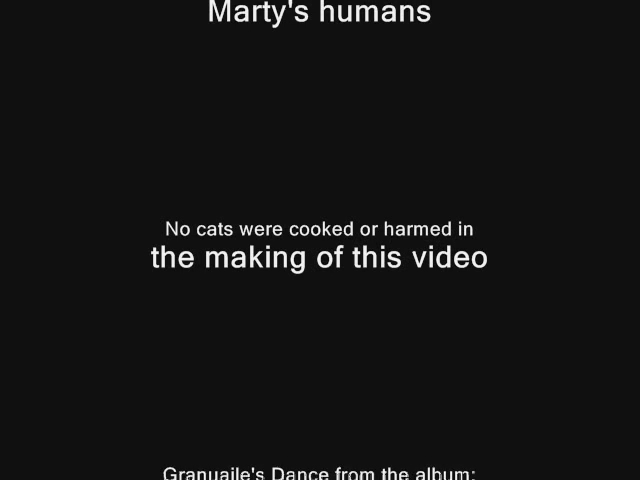 Marty's humans
No cats were cooked or harmed in
the making of this video
Granuaile's Dance from the album: